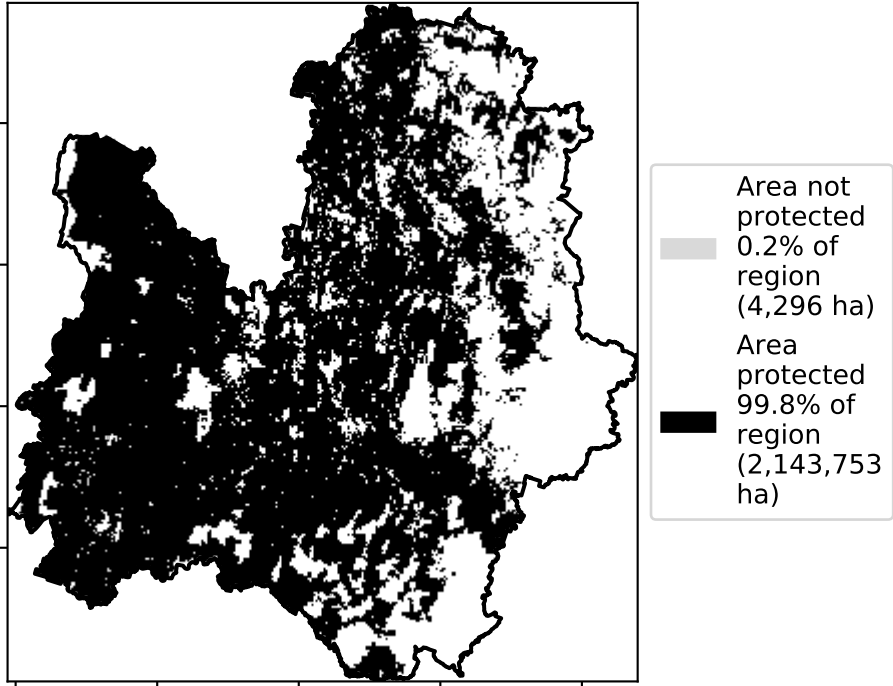 Area not
protected
0.2% of
region
(4,296 ha)
Area
protected
99.8% of
region
(2,143,753
ha)